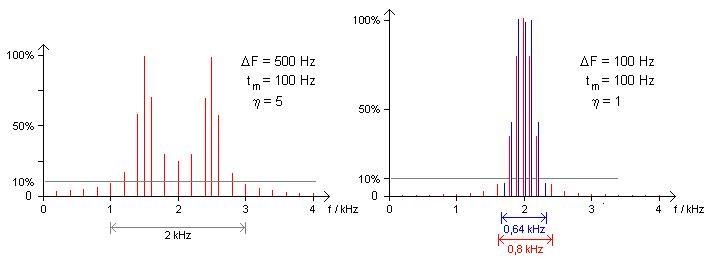 100%
ΔF = 500 Hz
tm = 100 Hz
η = 5
50%
10%
0
0 1 2 3 4 f / kHz
2 kHz
100%
ΔF = 100 Hz
tm = 100 Hz
η = 1
50%
10%
0
0 1 2 3 4 f / kHz
0,64 kHz
0,8 kHz